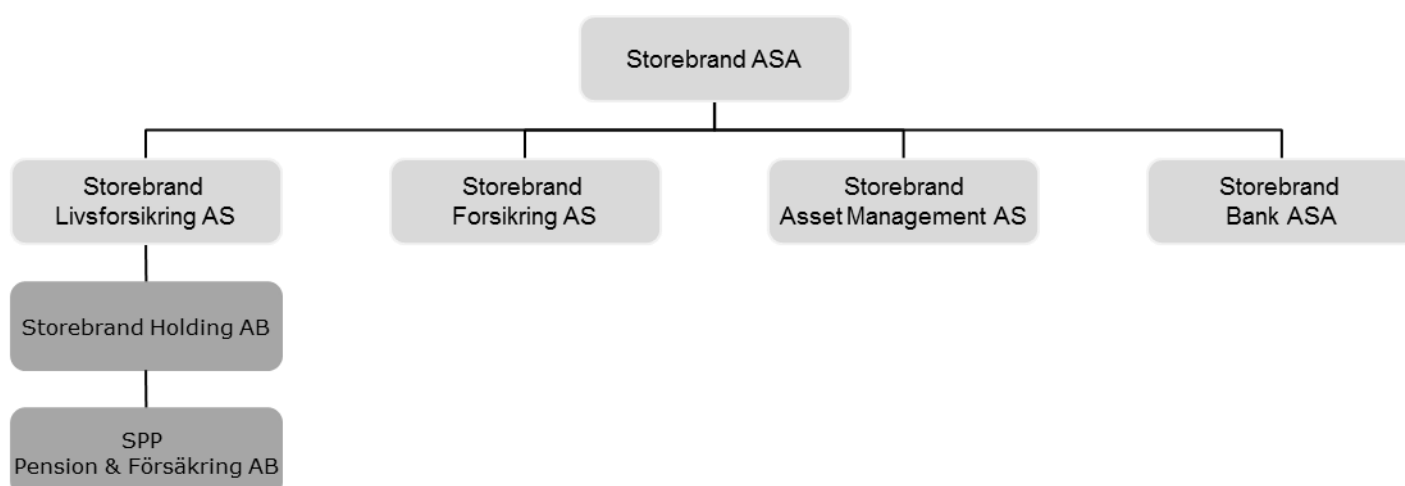 Storebrand ASA
Storebrand
Livsforsikring AS
Storebrand
Forsikring AS
Storebrand
Asset Management AS
Storebrand
Bank ASA
Storebrand Holding AB
SPP
Pension & Försäkring AB